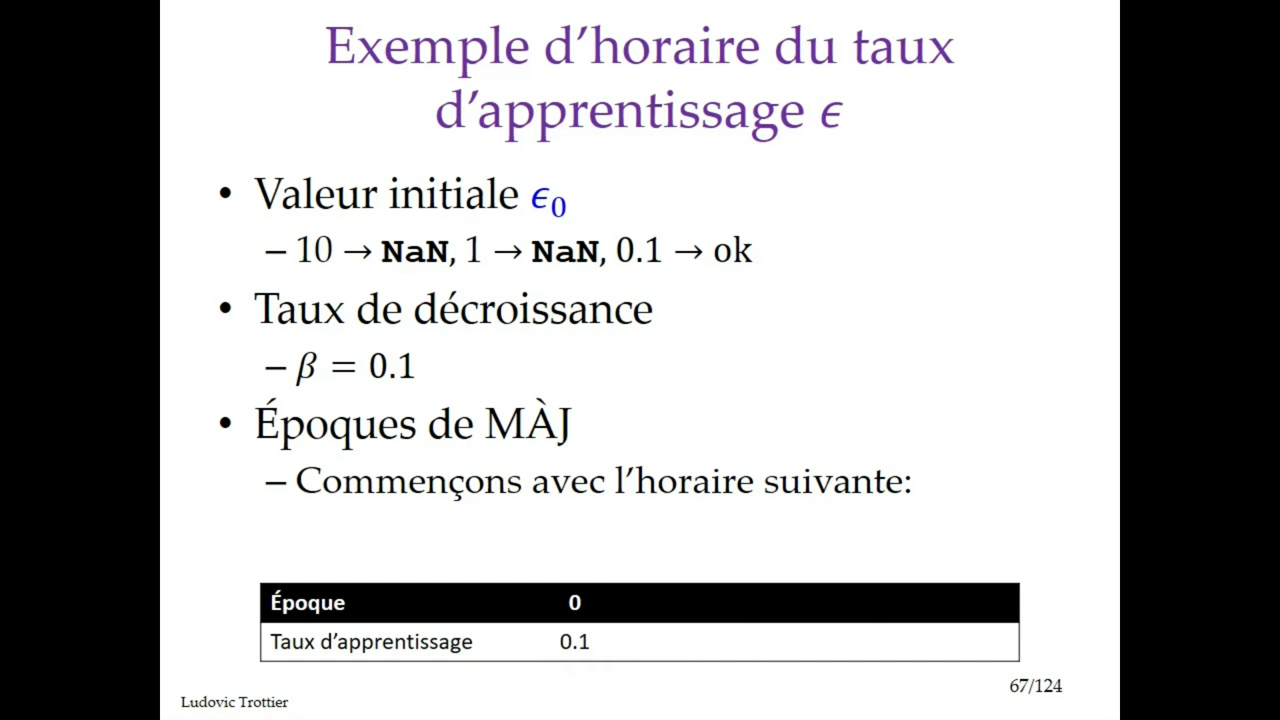 Exemple d’horaire du taux
d’apprentissage ϵ
• Valeur initiale ϵ₀
– 10 → NaN, 1 → NaN, 0.1 → ok
• Taux de décroissance
– β = 0.1
• Époques de MÀJ
– Commençons avec l’horaire suivante:
Époque 0
Taux d’apprentissage 0.1
67/124
Ludovic Trottier